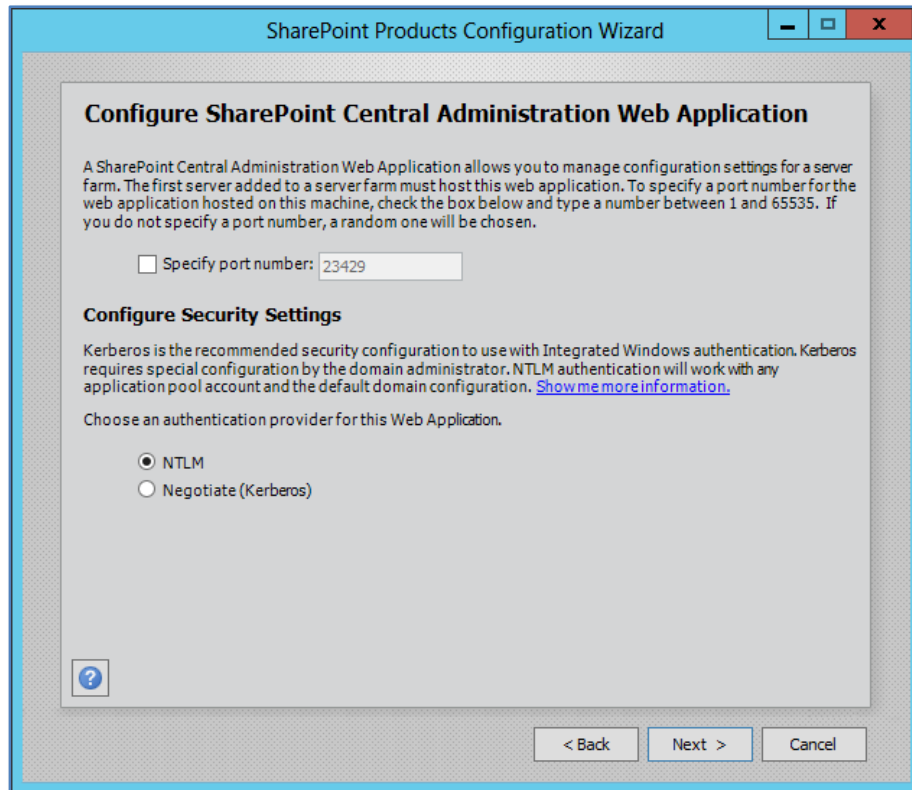 SharePoint Products Configuration Wizard
Configure SharePoint Central Administration Web Application
A SharePoint Central Administration Web Application allows you to manage configuration settings for a server
farm. The first server added to a server farm must host this web application. To specify a port number for the
web application hosted on this machine, check the box below and type a number between 1 and 65535. If
you do not specify a port number, a random one will be chosen.
Specify port number: 23429
Configure Security Settings
Kerberos is the recommended security configuration to use with Integrated Windows authentication. Kerberos
requires special configuration by the domain administrator. NTLM authentication will work with any
application pool account and the default domain configuration. Show me more information.
Choose an authentication provider for this Web Application.
NTLM
Negotiate (Kerberos)
?
< Back Next > Cancel